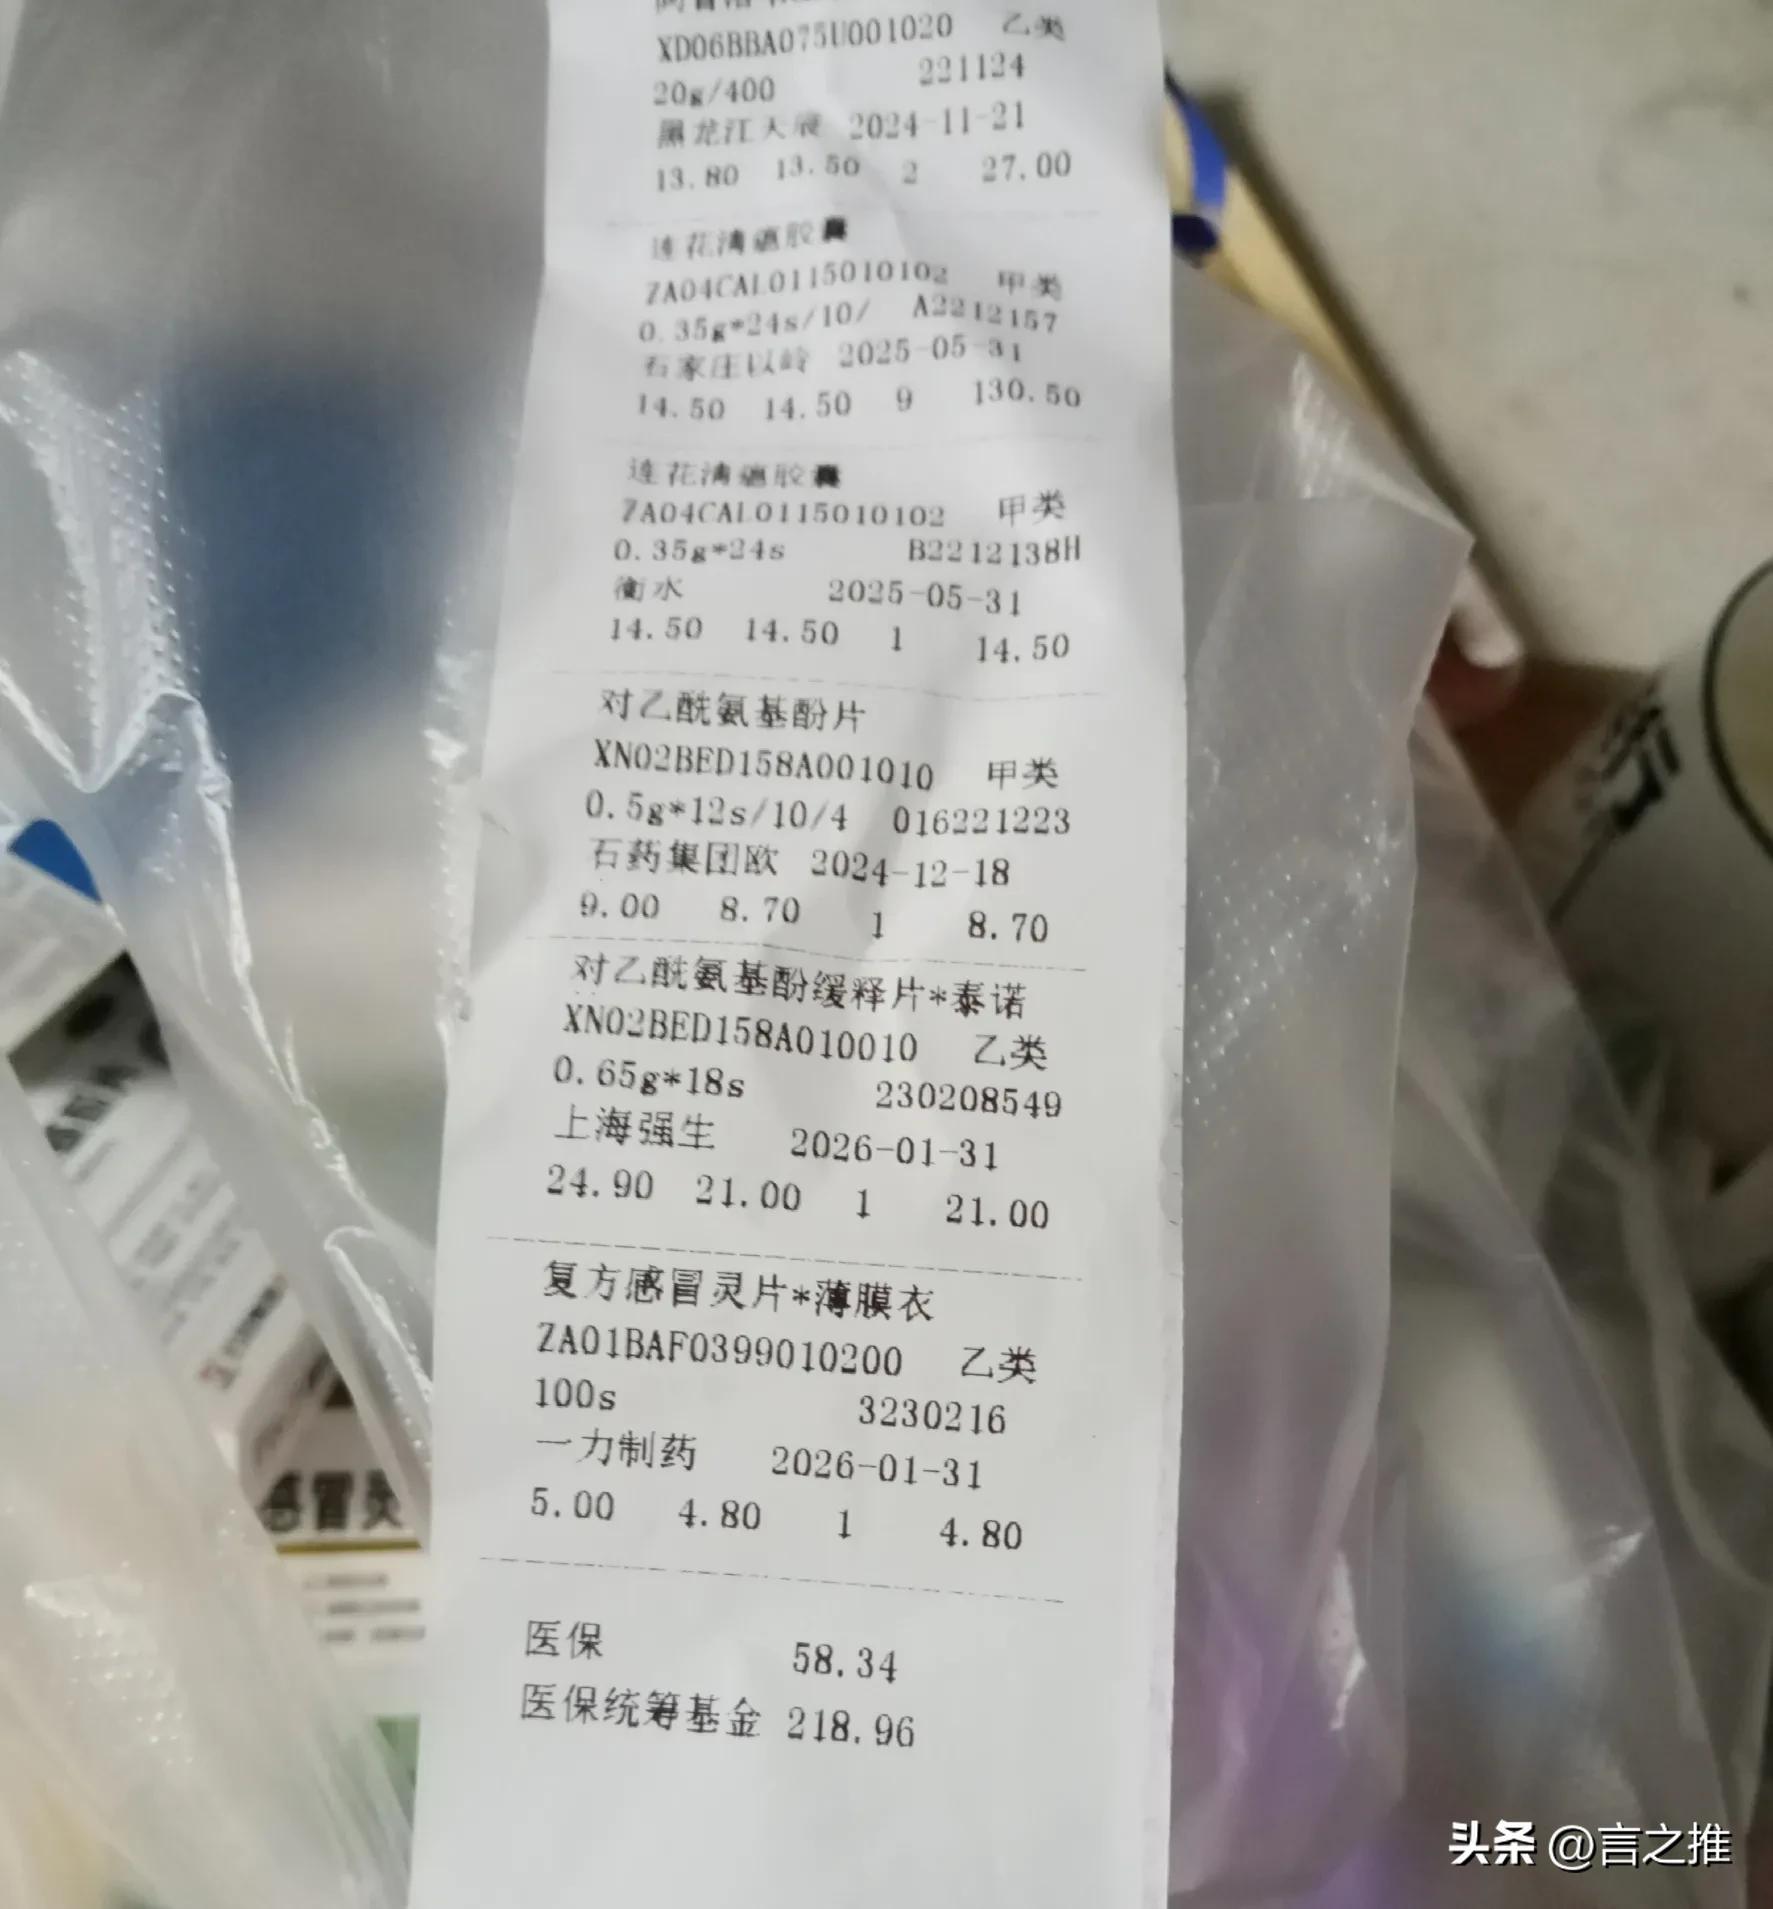 XD06BBA075U001020 乙类
20g/400 221124
黑龙江天辰 2024-11-21
13.80 13.50 2 27.00
连花清瘟胶囊
ZA04CAL0115010102 甲类
0.35g*24s/10/ A2212157
石家庄以岭 2025-05-31
14.50 14.50 9 130.50
连花清瘟胶囊
ZA04CAL0115010102 甲类
0.35g*24s B2212138H
衡水 2025-05-31
14.50 14.50 1 14.50
对乙酰氨基酚片
XN02BED158A001010 甲类
0.5g*12s/10/4 016221223
石药集团欧 2024-12-18
9.00 8.70 1 8.70
对乙酰氨基酚缓释片*泰诺
XN02BED158A010010 乙类
0.65g*18s 230208549
上海强生 2026-01-31
24.90 21.00 1 21.00
复方感冒灵片*薄膜衣
ZA01BAF0399010200 乙类
100s 3230216
一力制药 2026-01-31
5.00 4.80 1 4.80
医保 58.34
医保统筹基金 218.96
感冒灵
头条 @言之推